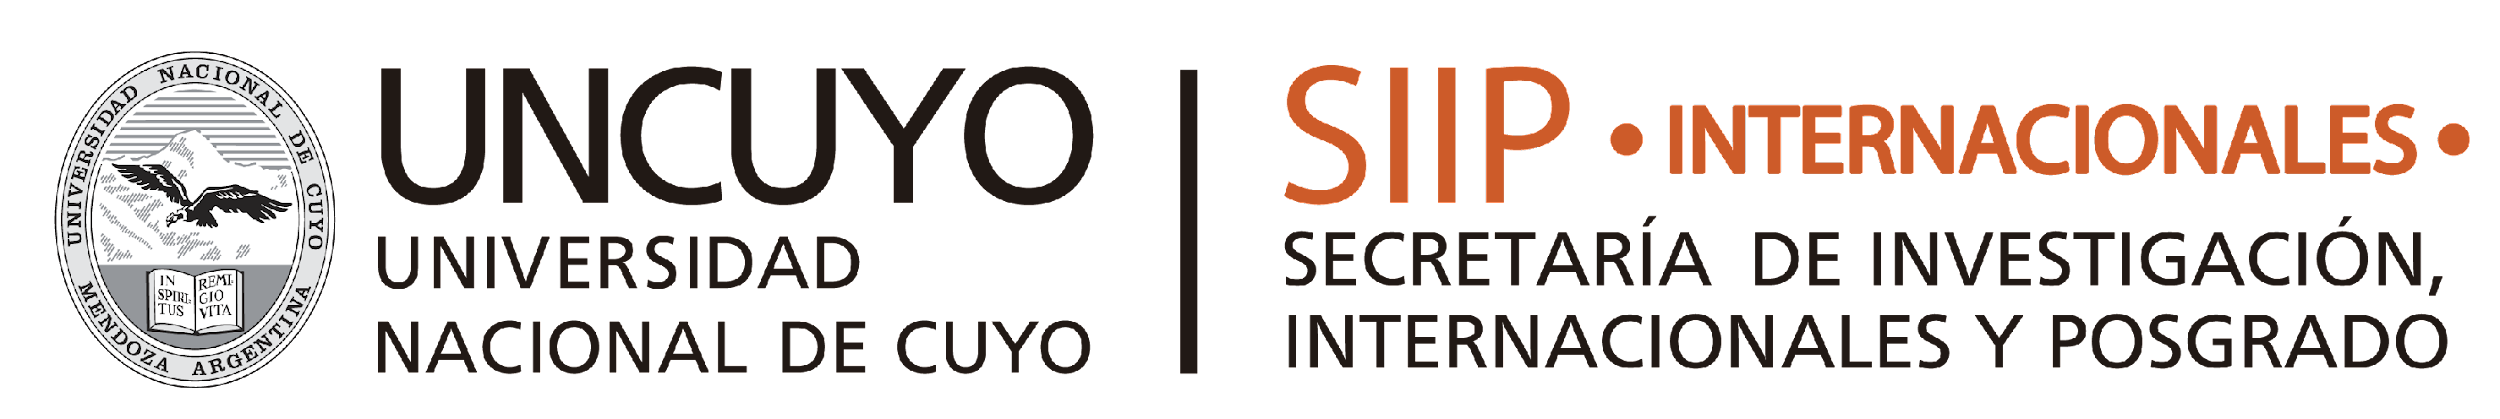 UNIVERSIDAD NACIONAL DE CUYO
MENDOZA ARGENTINA
IN SPIRI: TUS
REMI- GIO VITA
UNCUYO
UNIVERSIDAD
NACIONAL DE CUYO
SIIP • INTERNACIONALES •
SECRETARÍA DE INVESTIGACIÓN,
INTERNACIONALES Y POSGRADO